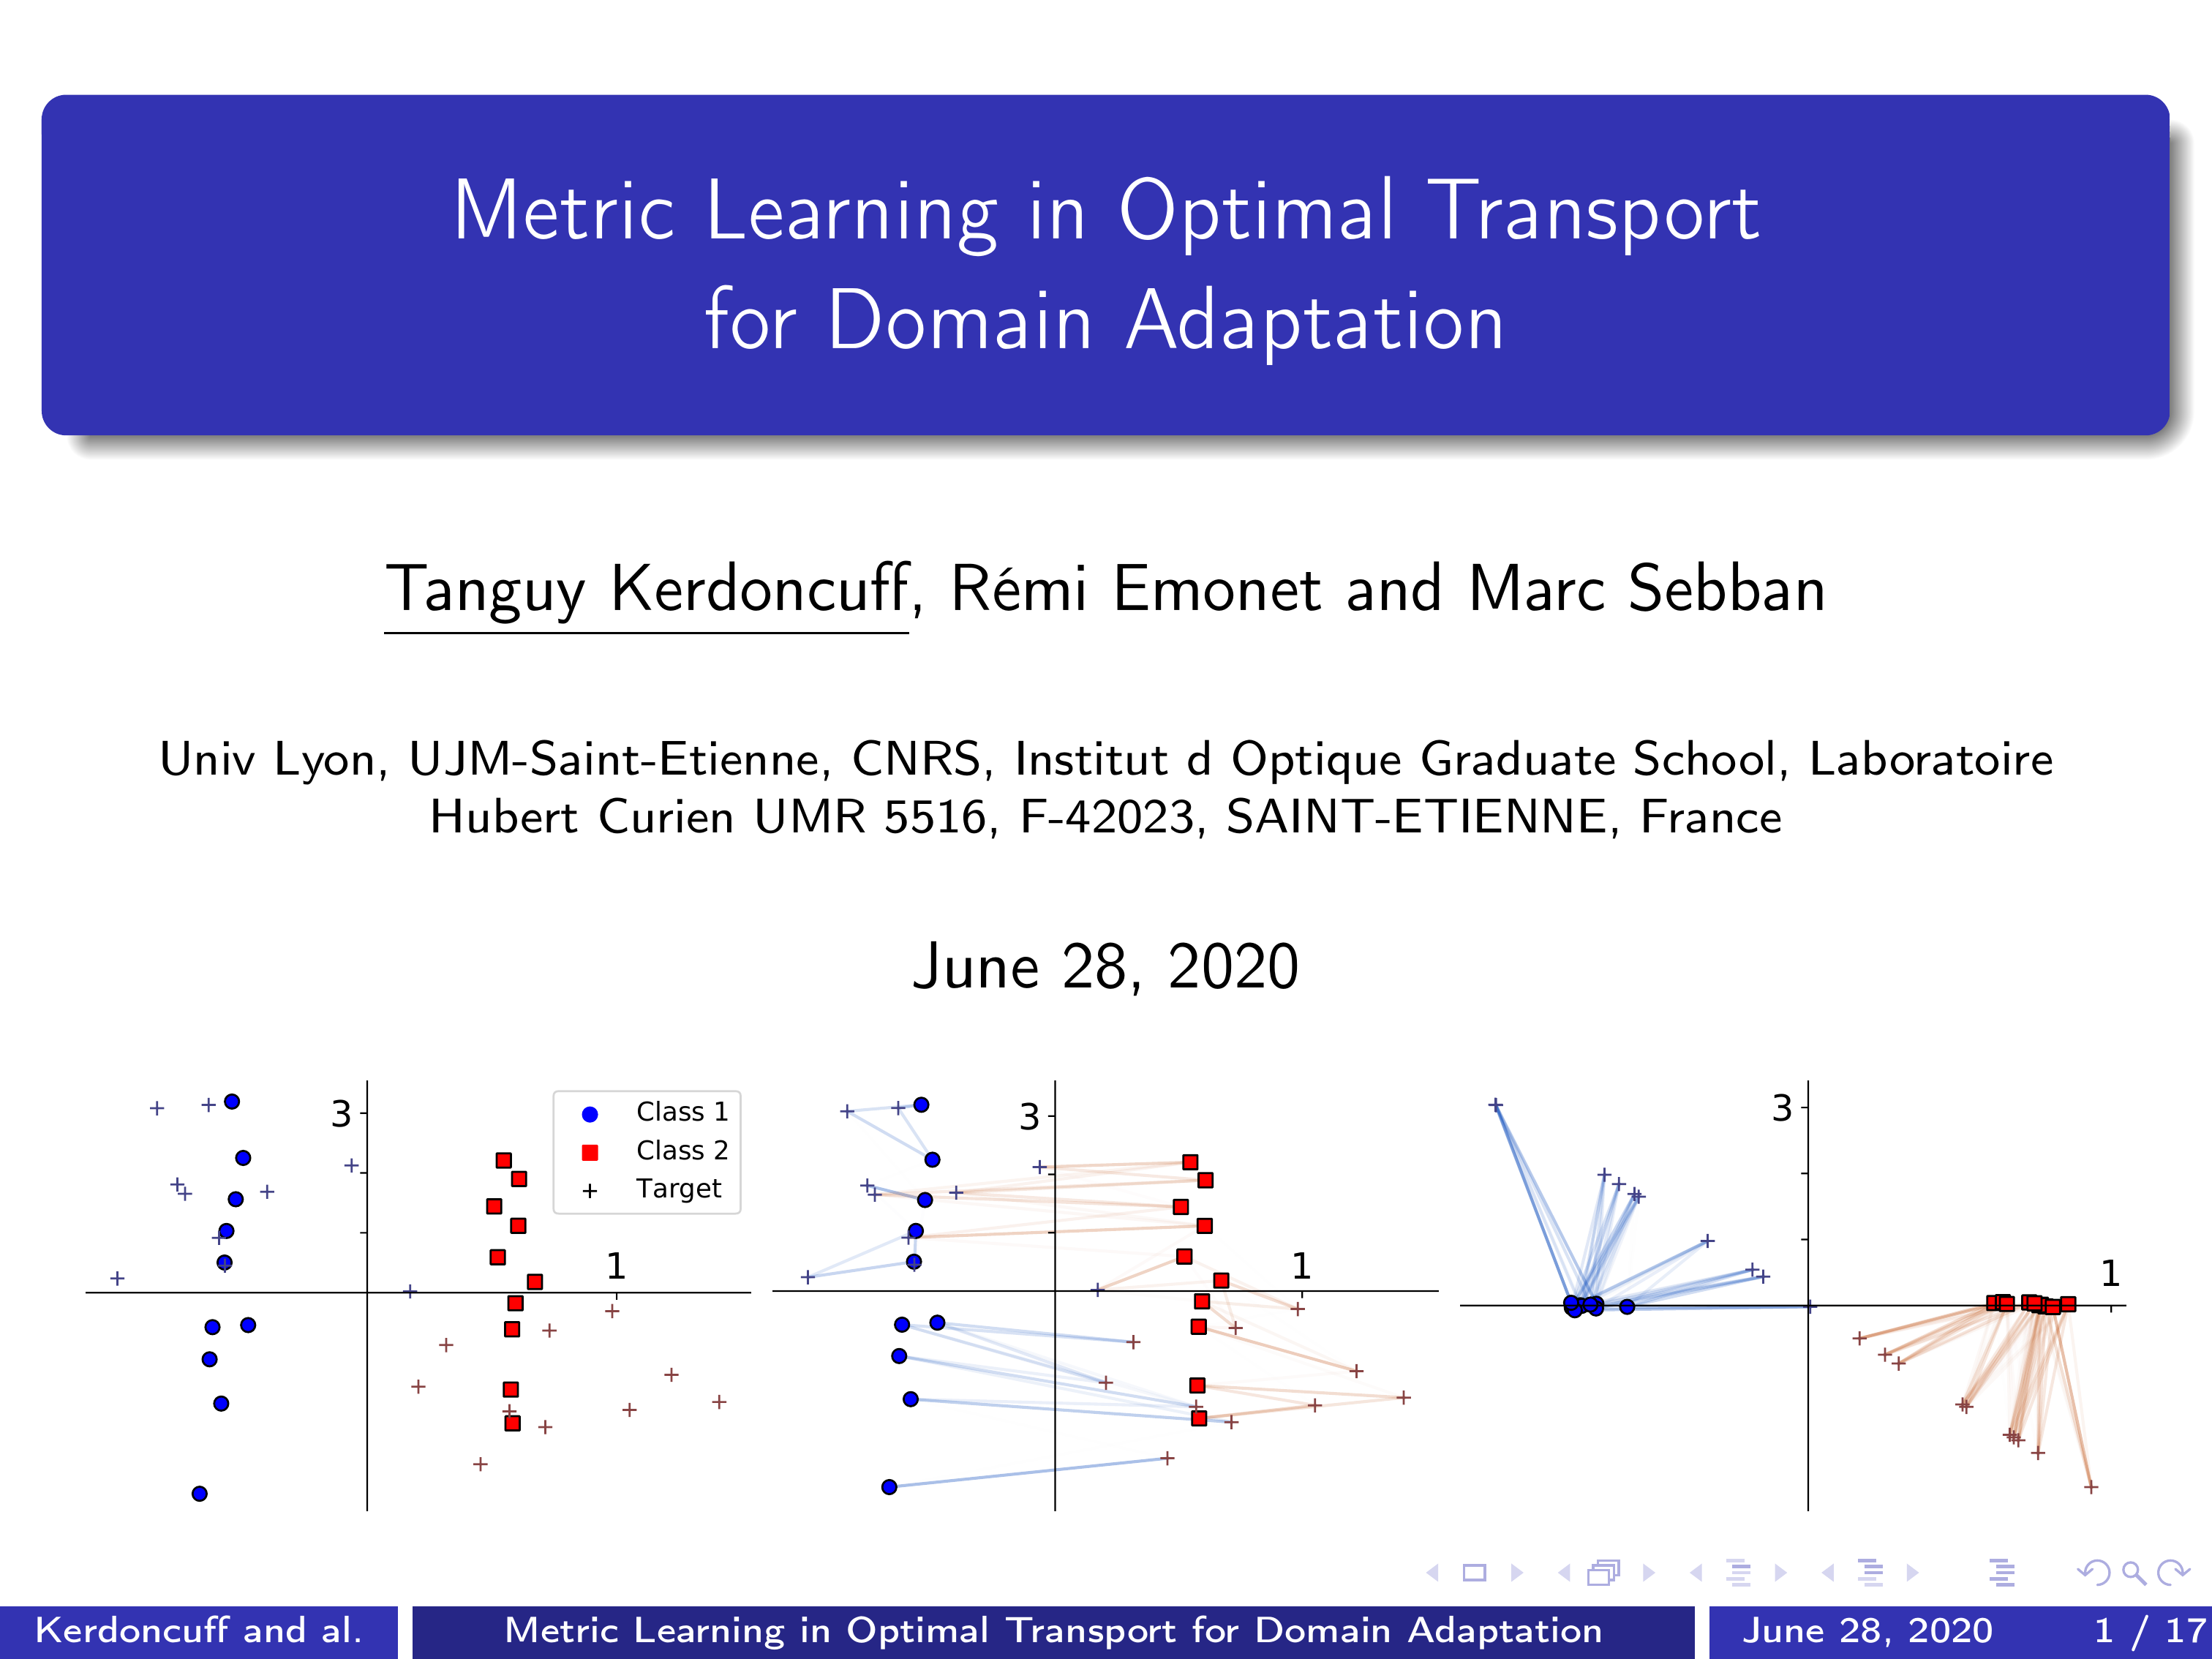 Metric Learning in Optimal Transport
for Domain Adaptation
Tanguy Kerdoncuff, Rémi Emonet and Marc Sebban
Univ Lyon, UJM-Saint-Etienne, CNRS, Institut d Optique Graduate School, Laboratoire
Hubert Curien UMR 5516, F-42023, SAINT-ETIENNE, France
June 28, 2020
3
1
Class 1
Class 2
Target
3
1
3
1
Kerdoncuff and al.
Metric Learning in Optimal Transport for Domain Adaptation
June 28, 2020
1 / 17